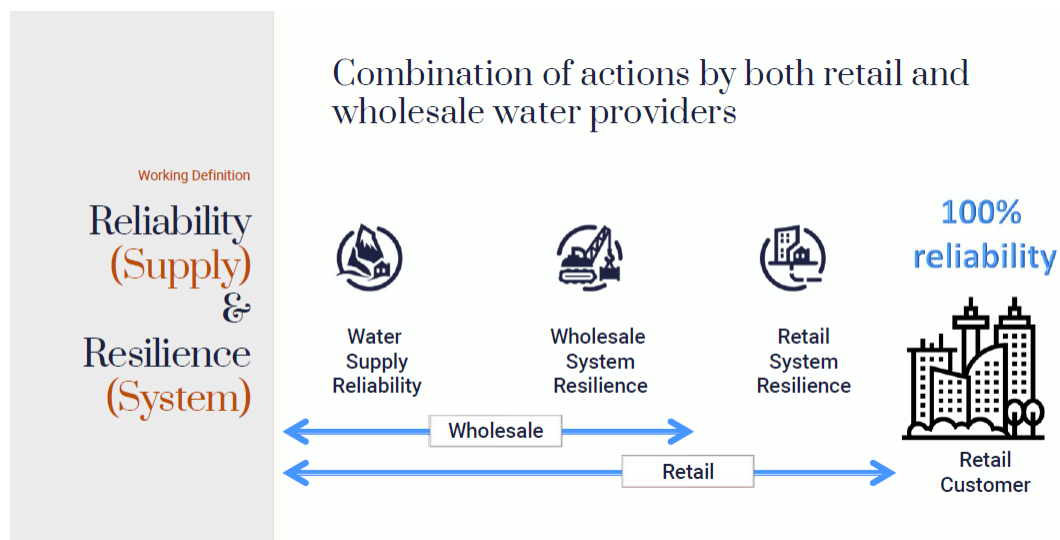 Combination of actions by both retail and
wholesale water providers
Working Definition
Reliability
(Supply)
&
Resilience
(System)
Water
Supply
Reliability
Wholesale
System
Resilience
Retail
System
Resilience
100%
reliability
Wholesale
Retail
Retail
Customer